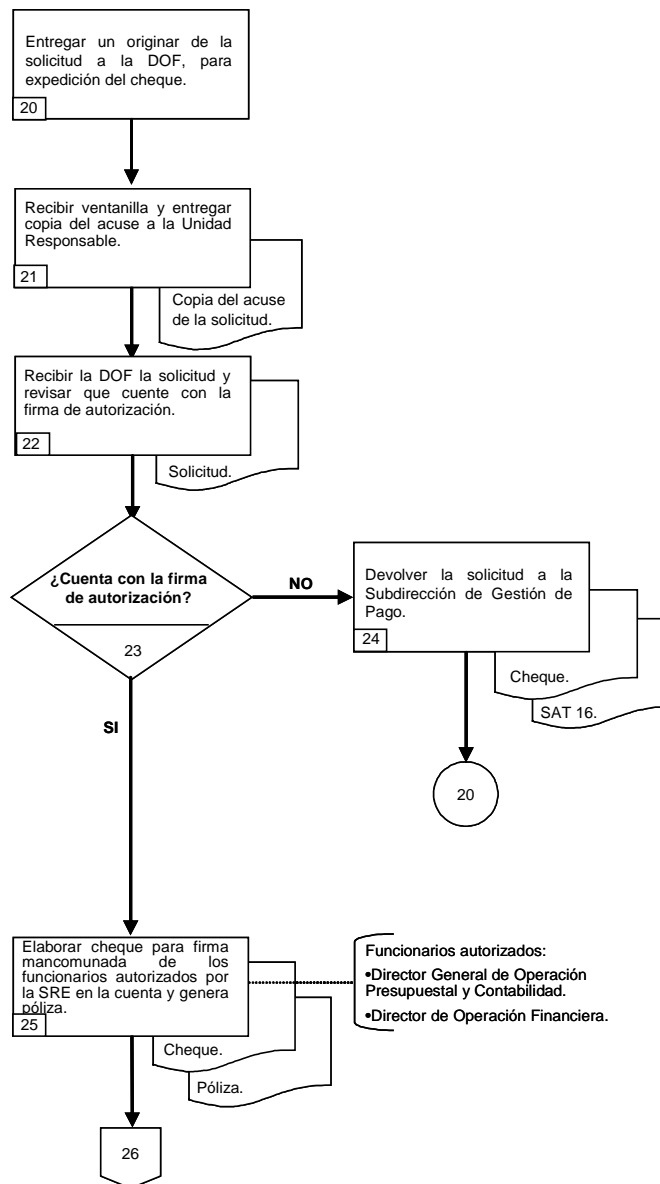 Entregar un originar de la
solicitud a la DOF, para
expedición del cheque.
20
Recibir ventanilla y entregar
copia del acuse a la Unidad
Responsable.
21
Copia del acuse
de la solicitud.
Recibir la DOF la solicitud y
revisar que cuente con la
firma de autorización.
22
Solicitud.
¿Cuenta con la firma
de autorización?
23
NO
Devolver la solicitud a la
Subdirección de Gestión de
Pago.
24
Cheque.
SAT 16.
20
SI
Elaborar cheque para firma
mancomunada de los
funcionarios autorizados por
la SRE en la cuenta y genera
póliza.
25
Cheque.
Póliza.
Funcionarios autorizados:
•Director General de Operación
Presupuestal y Contabilidad.
•Director de Operación Financiera.
26